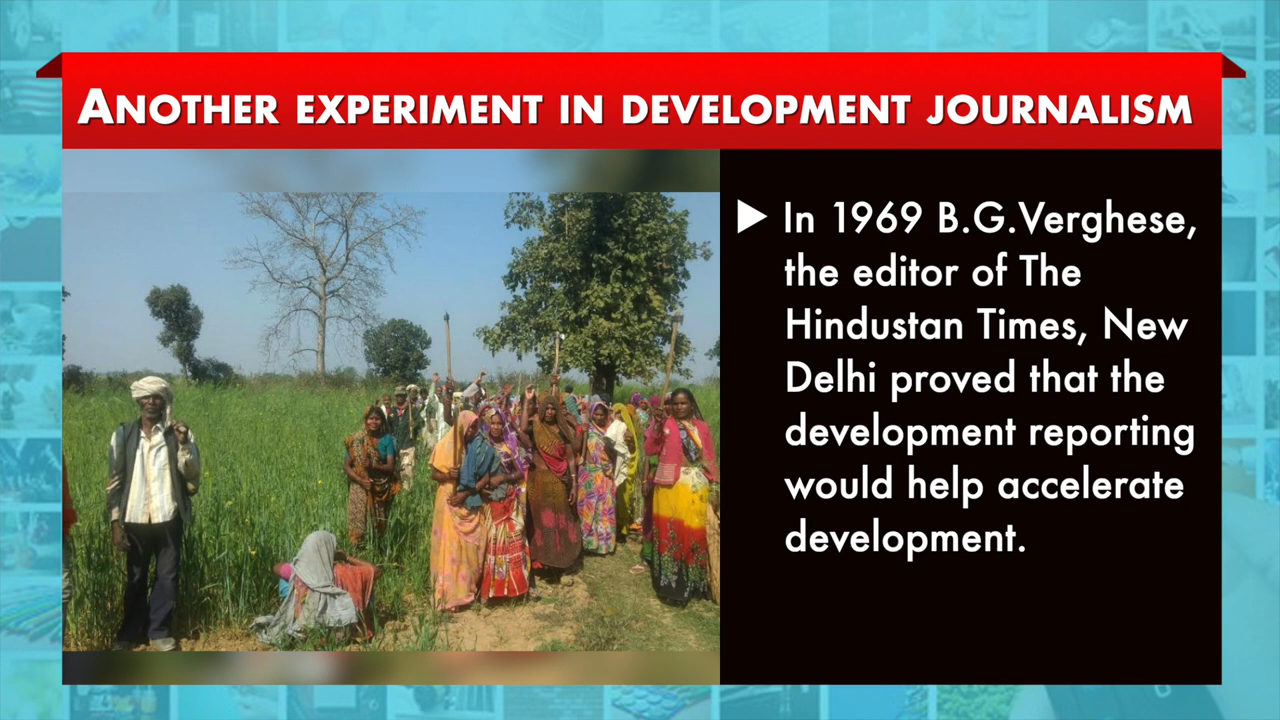 ANOTHER EXPERIMENT IN DEVELOPMENT JOURNALISM
▶ In 1969 B.G.Verghese,
the editor of The
Hindustan Times, New
Delhi proved that the
development reporting
would help accelerate
development.